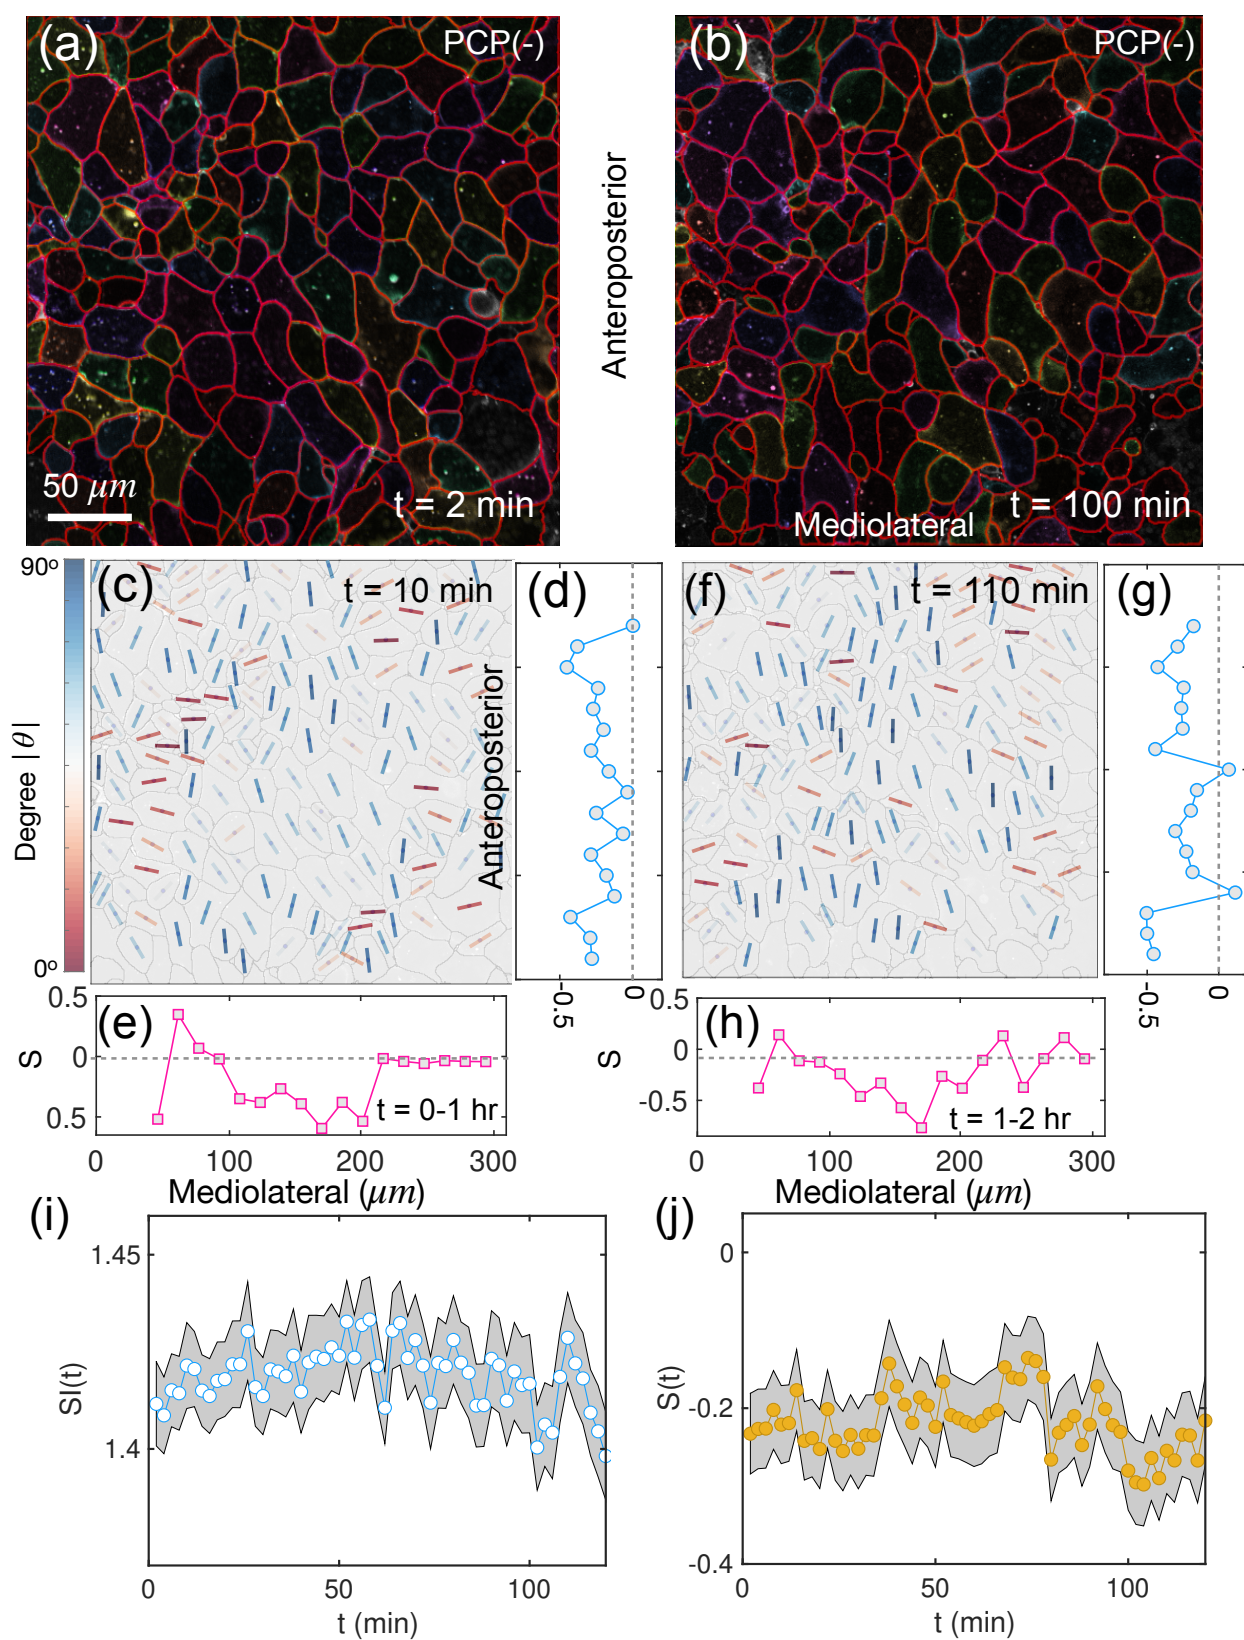 (a)
PCP(-)
50 μm
t = 2 min
Anteroposterior
(b)
PCP(-)
Mediolateral
t = 100 min
90º
Degree |θ|
0º
(c)
t = 10 min
Anteroposterior
(d)
-0.5
0
(f)
t = 110 min
(g)
-0.5
0
(e)
0.5
0
0.5
S
t = 0-1 hr
0
100
200
300
Mediolateral (μm)
(h)
0.5
0
-0.5
S
t = 1-2 hr
0
100
200
300
Mediolateral (μm)
(i)
1.45
1.4
SI(t)
0
50
100
t (min)
(j)
0
-0.2
-0.4
S(t)
0
50
100
t (min)